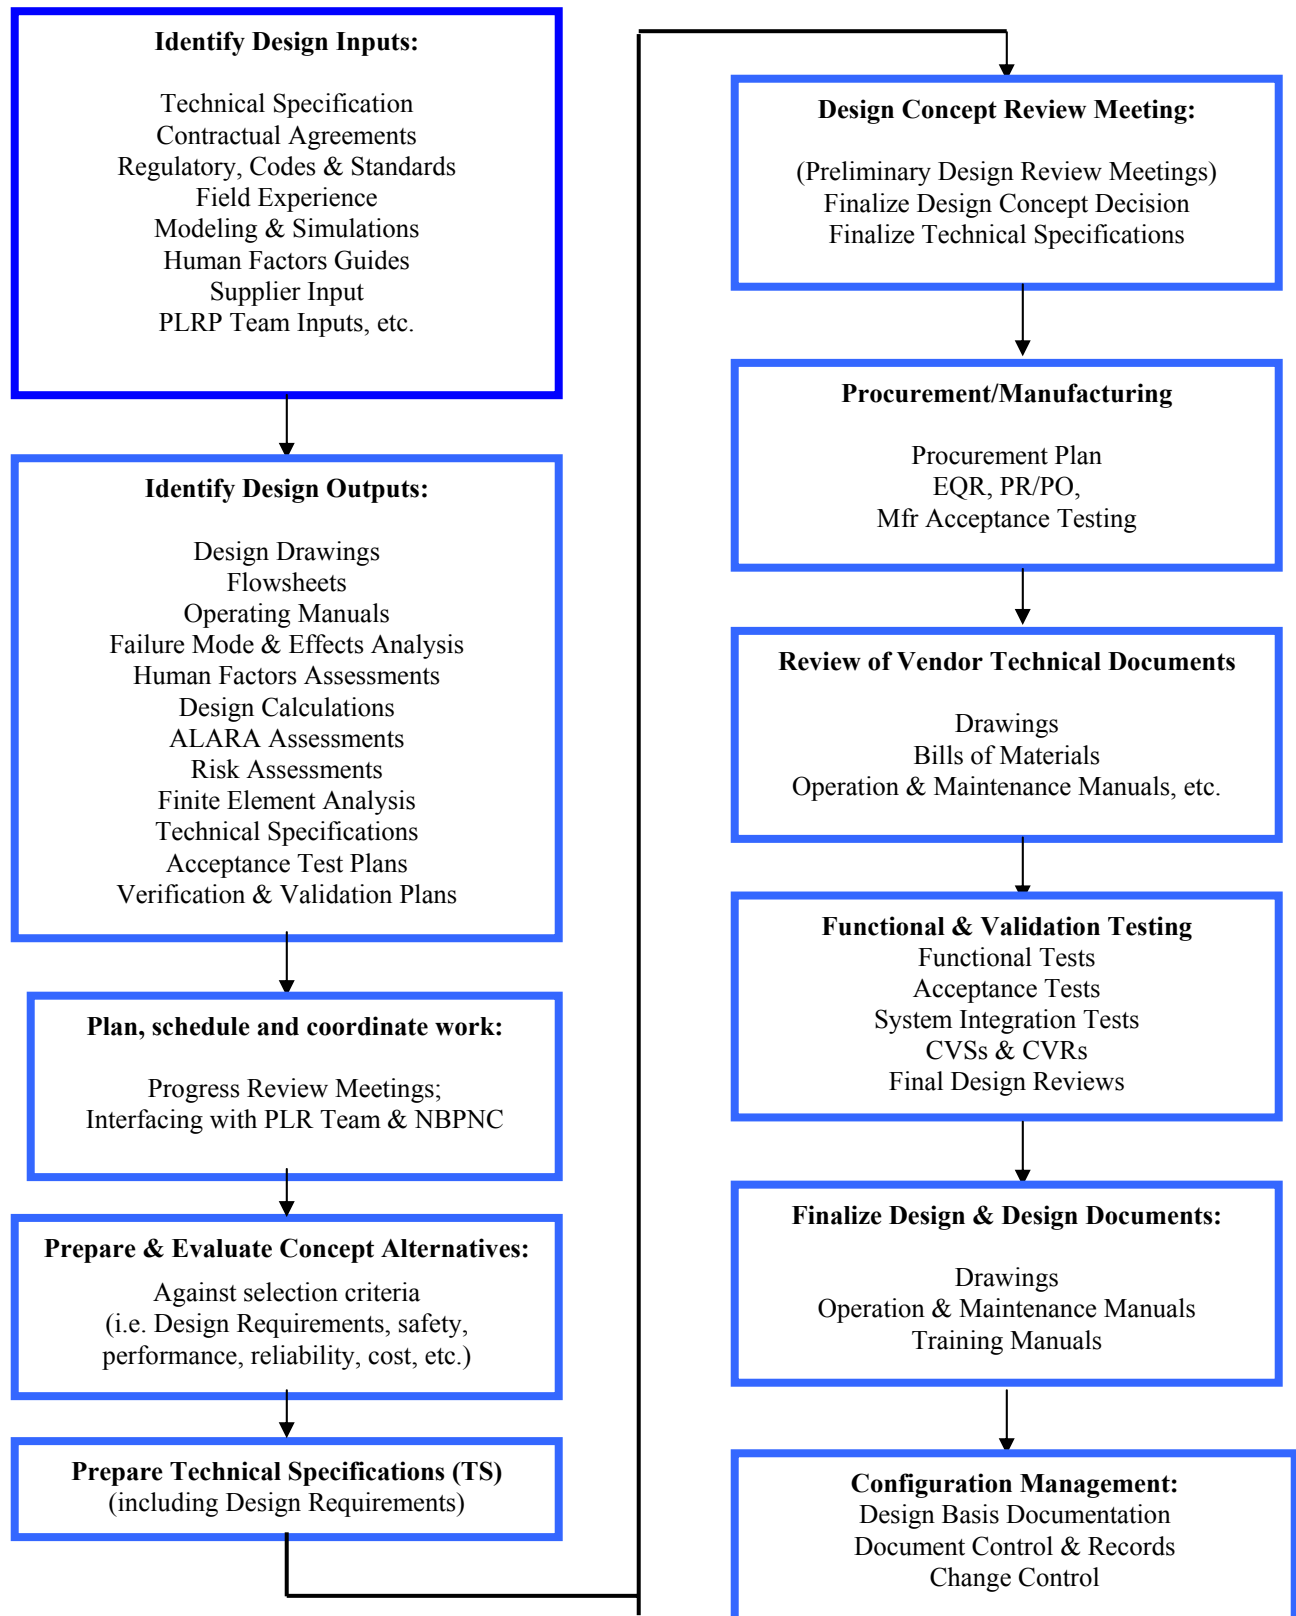 Identify Design Inputs:
Technical Specification
Contractual Agreements
Regulatory, Codes & Standards
Field Experience
Modeling & Simulations
Human Factors Guides
Supplier Input
PLRP Team Inputs, etc.
Identify Design Outputs:
Design Drawings
Flowsheets
Operating Manuals
Failure Mode & Effects Analysis
Human Factors Assessments
Design Calculations
ALARA Assessments
Risk Assessments
Finite Element Analysis
Technical Specifications
Acceptance Test Plans
Verification & Validation Plans
Plan, schedule and coordinate work:
Progress Review Meetings;
Interfacing with PLR Team & NBPNC
Prepare & Evaluate Concept Alternatives:
Against selection criteria
(i.e. Design Requirements, safety,
performance, reliability, cost, etc.)
Prepare Technical Specifications (TS)
(including Design Requirements)
Design Concept Review Meeting:
(Preliminary Design Review Meetings)
Finalize Design Concept Decision
Finalize Technical Specifications
Procurement/Manufacturing
Procurement Plan
EQR, PR/PO,
Mfr Acceptance Testing
Review of Vendor Technical Documents
Drawings
Bills of Materials
Operation & Maintenance Manuals, etc.
Functional & Validation Testing
Functional Tests
Acceptance Tests
System Integration Tests
CVSs & CVRs
Final Design Reviews
Finalize Design & Design Documents:
Drawings
Operation & Maintenance Manuals
Training Manuals
Configuration Management:
Design Basis Documentation
Document Control & Records
Change Control